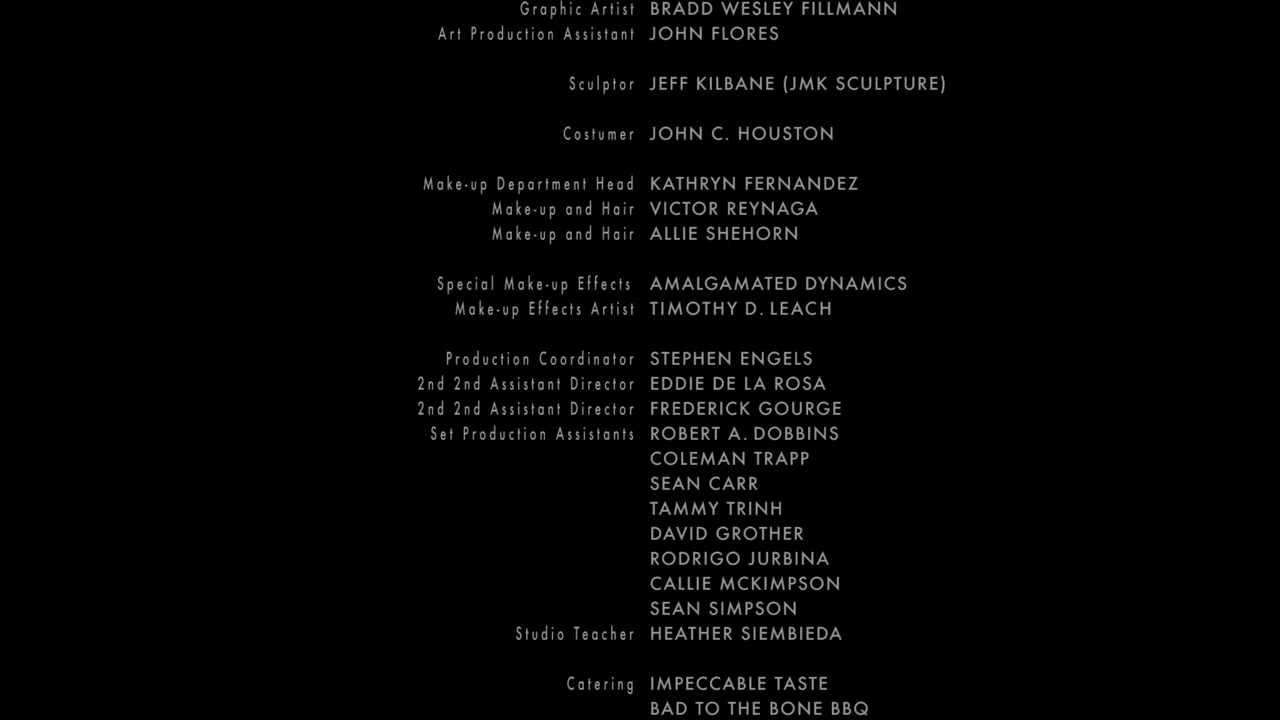 Graphic Artist BRADD WESLEY FILLMANN
Art Production Assistant JOHN FLORES
Sculptor JEFF KILBANE (JMK SCULPTURE)
Costumer JOHN C. HOUSTON
Make-up Department Head KATHRYN FERNANDEZ
Make-up and Hair VICTOR REYNAGA
Make-up and Hair ALLIE SHEHORN
Special Make-up Effects AMALGAMATED DYNAMICS
Make-up Effects Artist TIMOTHY D. LEACH
Production Coordinator STEPHEN ENGELS
2nd 2nd Assistant Director EDDIE DE LA ROSA
2nd 2nd Assistant Director FREDERICK GOURGE
Set Production Assistants ROBERT A. DOBBINS
COLEMAN TRAPP
SEAN CARR
TAMMY TRINH
DAVID GROTHER
RODRIGO JURBINA
CALLIE MCKIMPSON
SEAN SIMPSON
Studio Teacher HEATHER SIEMBIEDA
Catering IMPECCABLE TASTE
BAD TO THE BONE BBQ